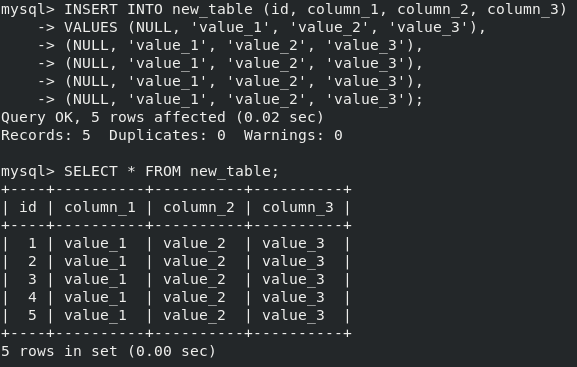 mysql> INSERT INTO new_table (id, column_1, column_2, column_3)
    -> VALUES (NULL, 'value_1', 'value_2', 'value_3'),
    -> (NULL, 'value_1', 'value_2', 'value_3'),
    -> (NULL, 'value_1', 'value_2', 'value_3'),
    -> (NULL, 'value_1', 'value_2', 'value_3'),
    -> (NULL, 'value_1', 'value_2', 'value_3');
Query OK, 5 rows affected (0.02 sec)
Records: 5  Duplicates: 0  Warnings: 0

mysql> SELECT * FROM new_table;
+----+----------+----------+----------+
| id | column_1 | column_2 | column_3 |
+----+----------+----------+----------+
|  1 | value_1  | value_2  | value_3  |
|  2 | value_1  | value_2  | value_3  |
|  3 | value_1  | value_2  | value_3  |
|  4 | value_1  | value_2  | value_3  |
|  5 | value_1  | value_2  | value_3  |
+----+----------+----------+----------+
5 rows in set (0.00 sec)